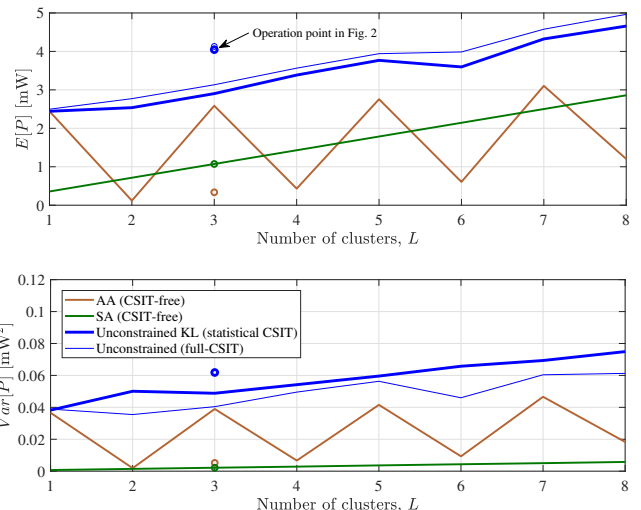 5
4
3
2
1
0
E[P] [mW]
Operation point in Fig. 2
1 2 3 4 5 6 7 8
Number of clusters, L
0.12
0.1
0.08
0.06
0.04
0.02
0
Var[P] [mW²]
AA (CSIT-free)
SA (CSIT-free)
Unconstrained KL (statistical CSIT)
Unconstrained (full-CSIT)
1 2 3 4 5 6 7 8
Number of clusters, L